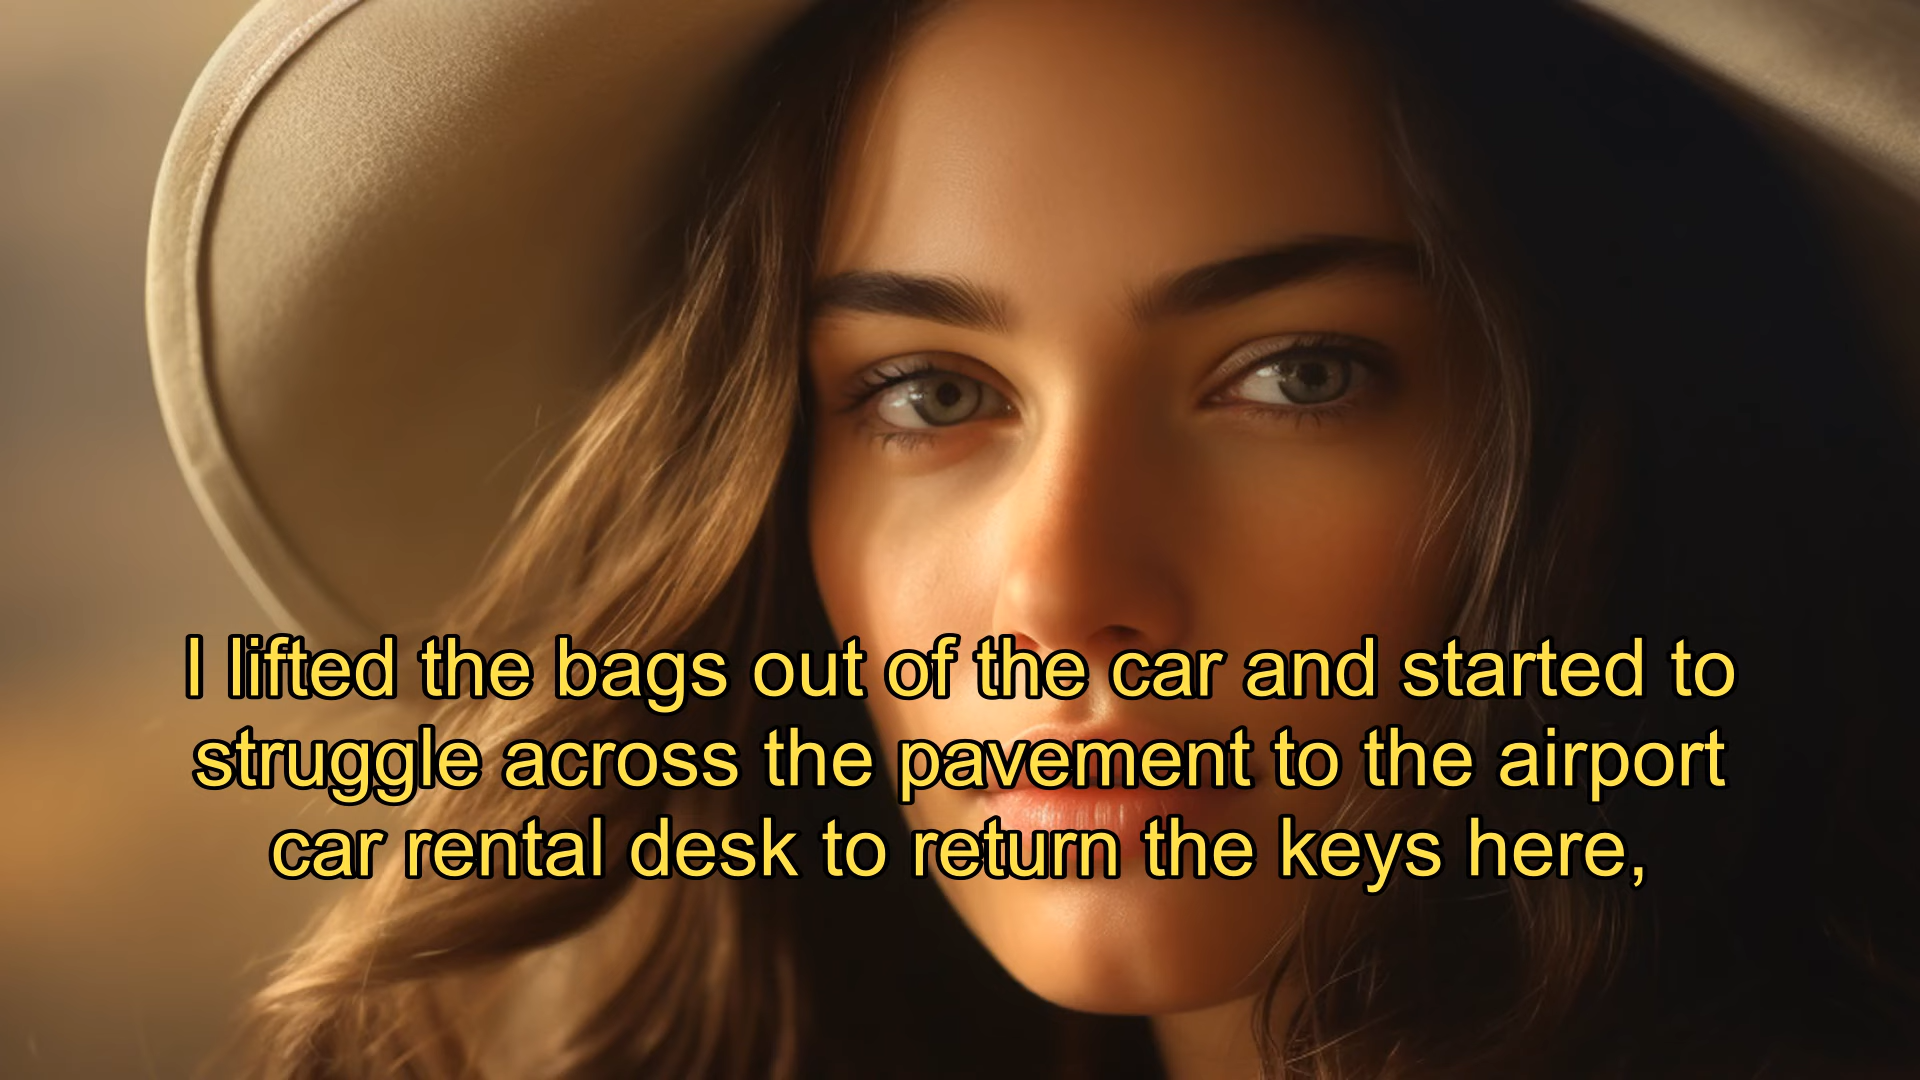 I lifted the bags out of the car and started to
struggle across the pavement to the airport
car rental desk to return the keys here,